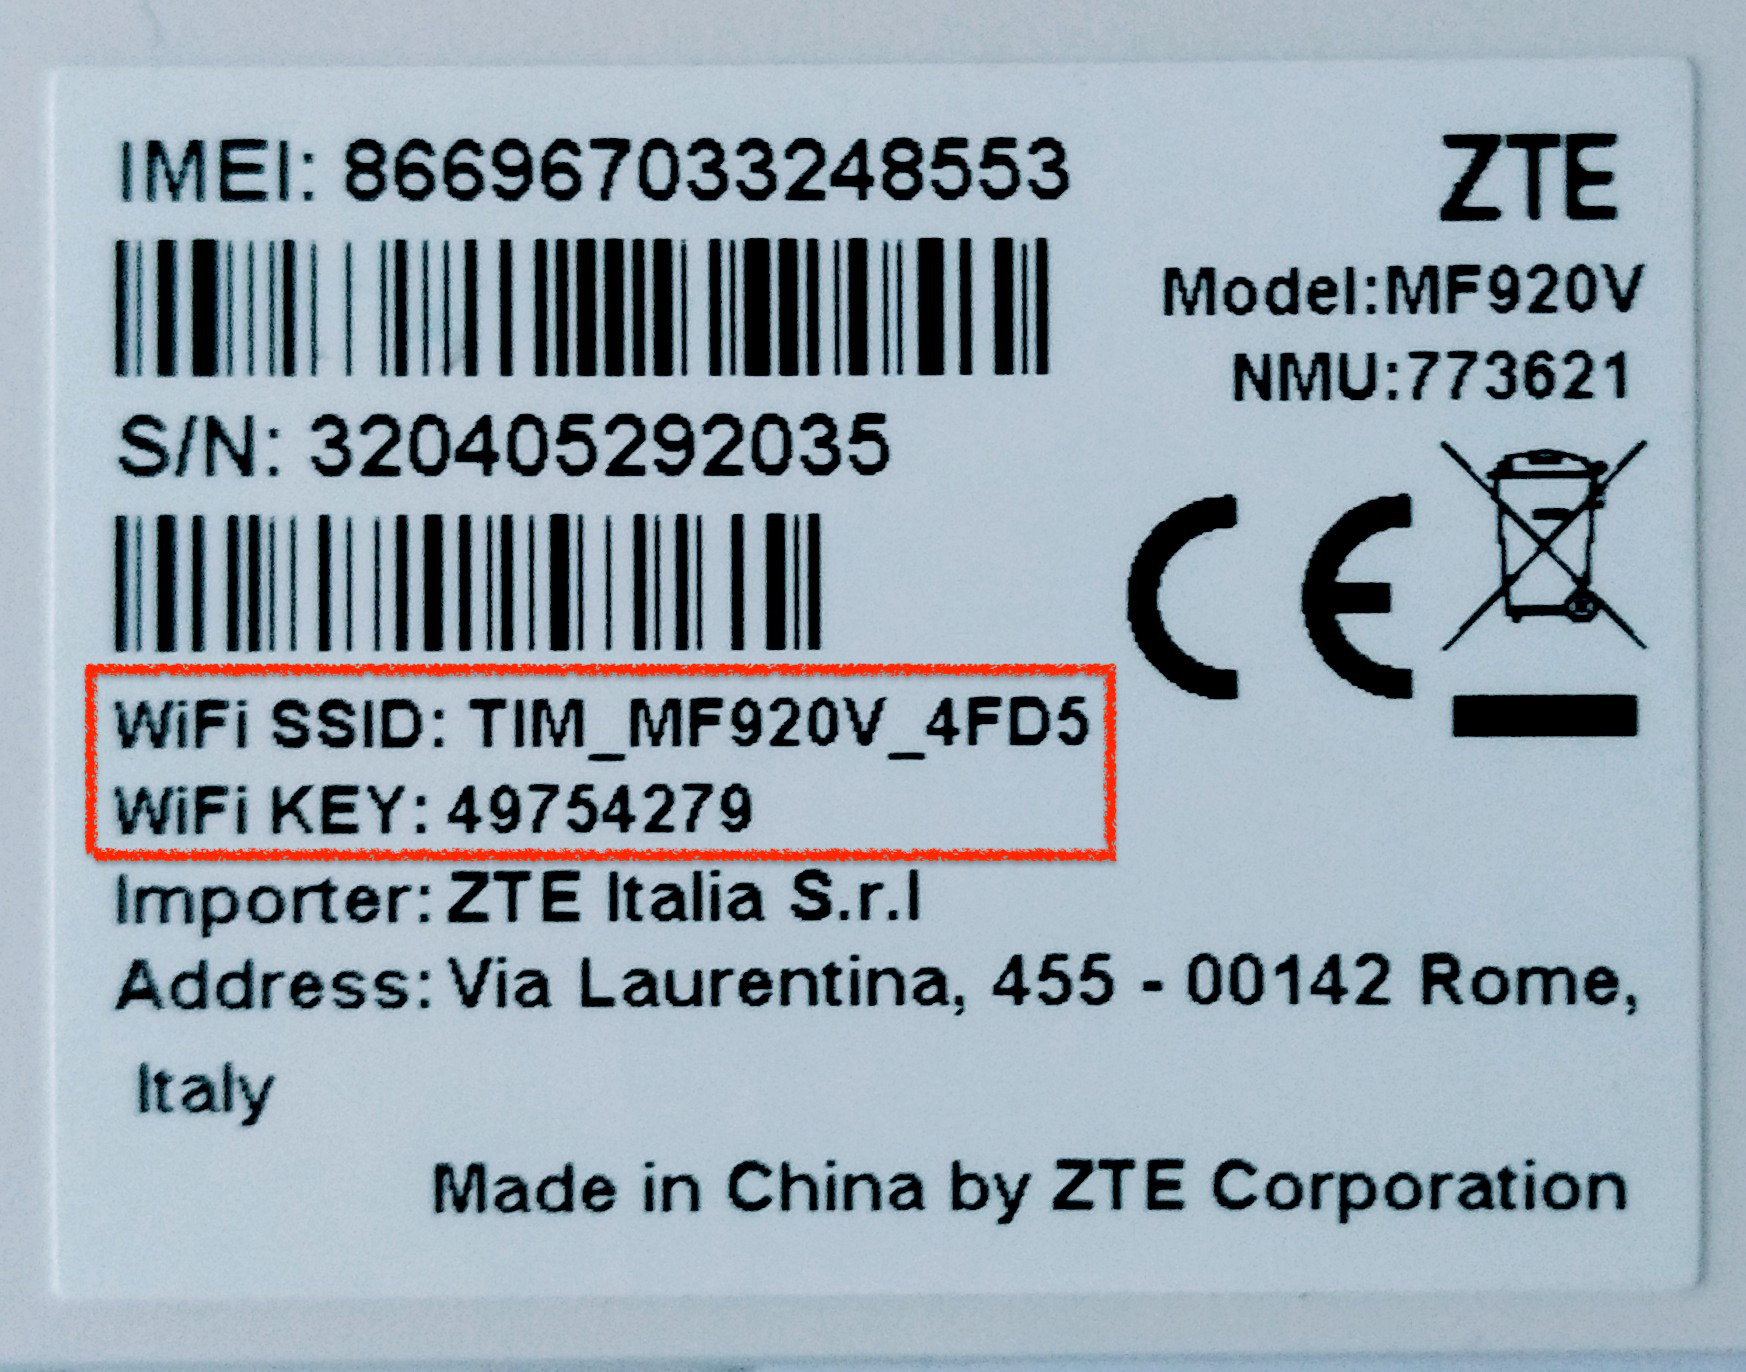 IMEI: 866967033248553
ZTE
Model:MF920V
NMU:773621
S/N: 320405292035
CE
WiFi SSID: TIM_MF920V_4FD5
WiFi KEY: 49754279
Importer: ZTE Italia S.r.l
Address: Via Laurentina, 455 - 00142 Rome,
Italy
Made in China by ZTE Corporation